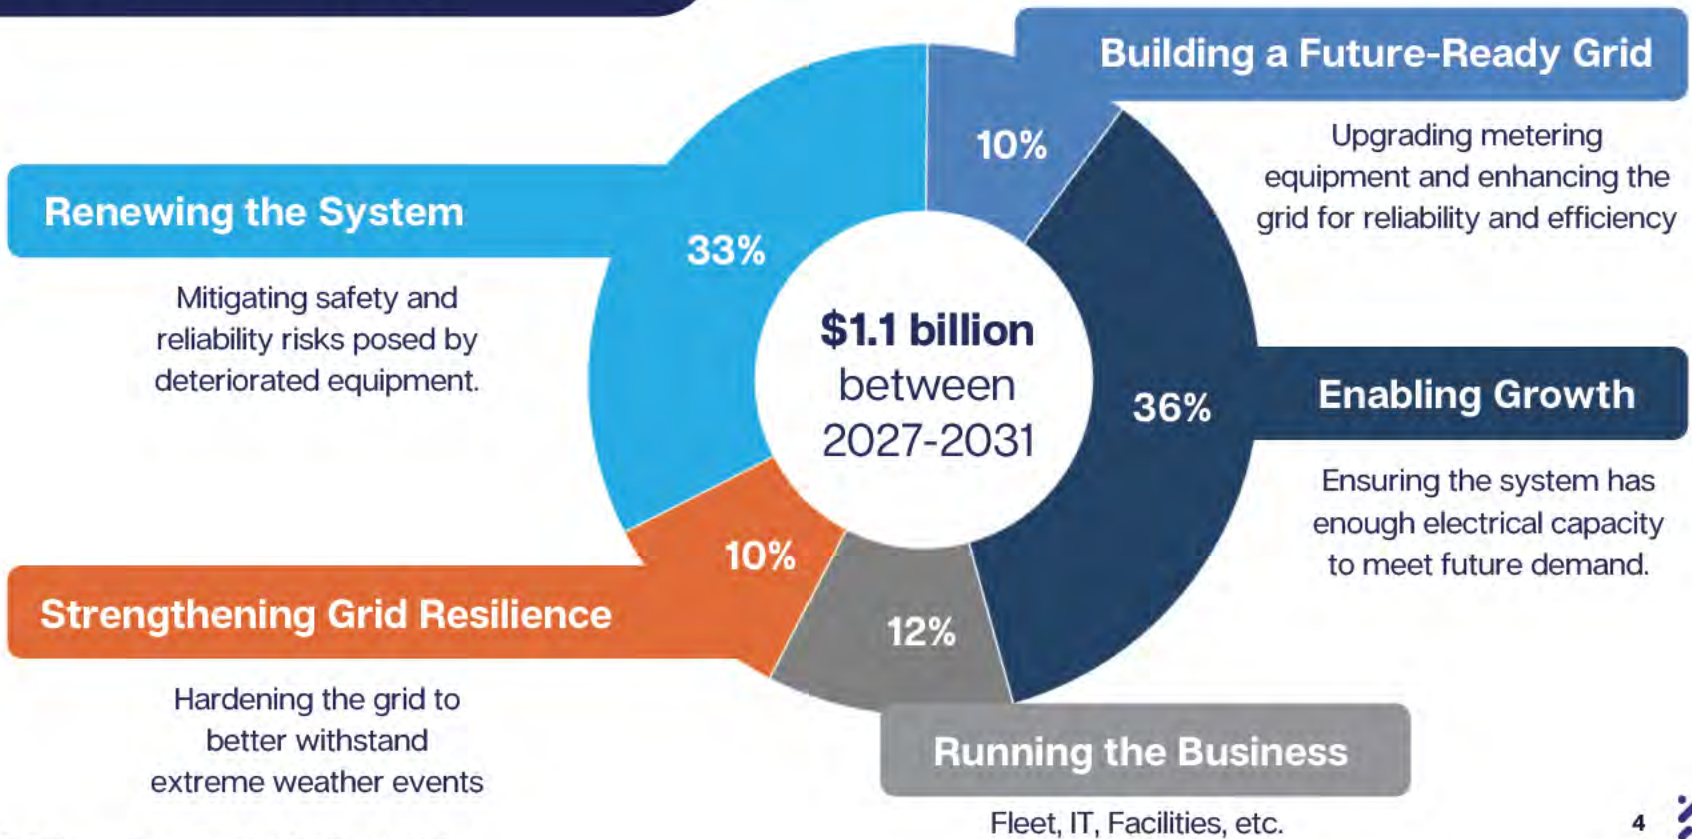 Building a Future-Ready Grid
10%
Upgrading metering
equipment and enhancing the
grid for reliability and efficiency
Renewing the System
33%
Mitigating safety and
reliability risks posed by
deteriorated equipment.
$1.1 billion
between
2027-2031
36%
Enabling Growth
Ensuring the system has
enough electrical capacity
to meet future demand.
10%
Strengthening Grid Resilience
12%
Hardening the grid to
better withstand
extreme weather events
Running the Business
Fleet, IT, Facilities, etc.
4